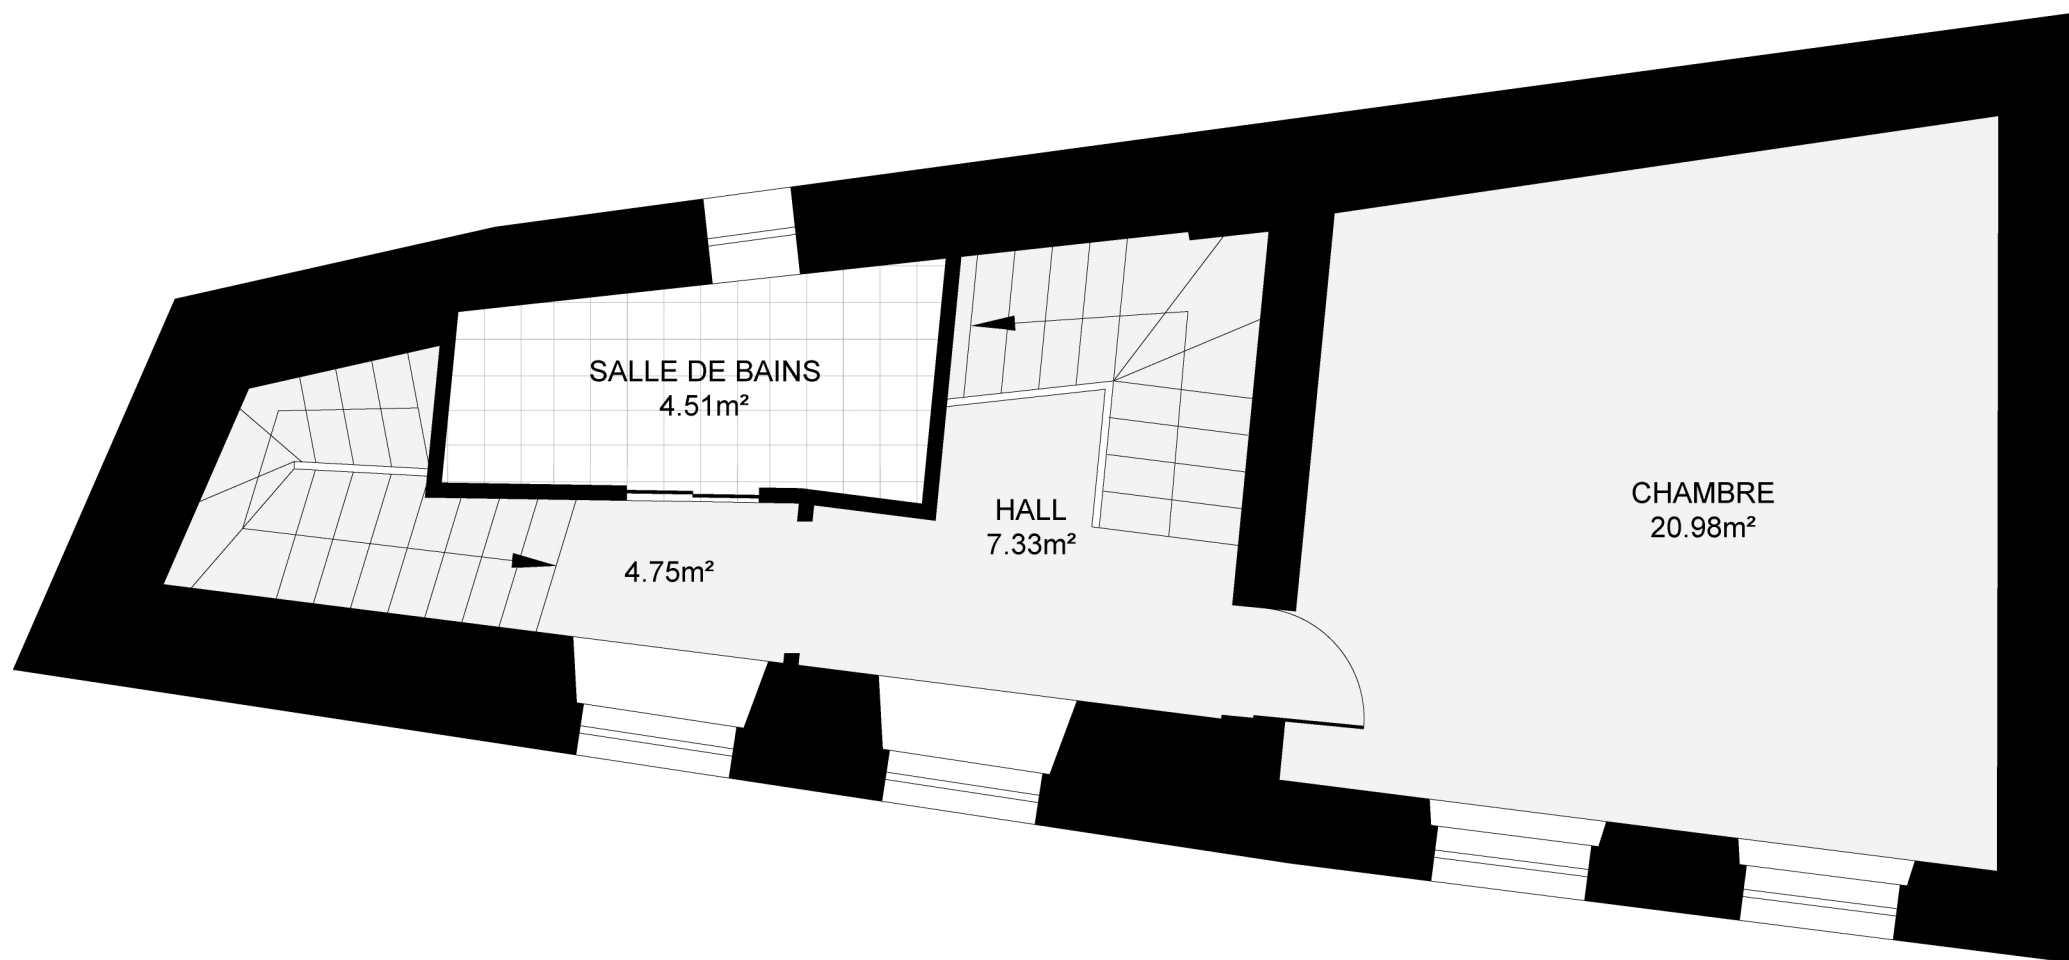 SALLE DE BAINS
4.51m²
HALL
7.33m²
4.75m²
CHAMBRE
20.98m²